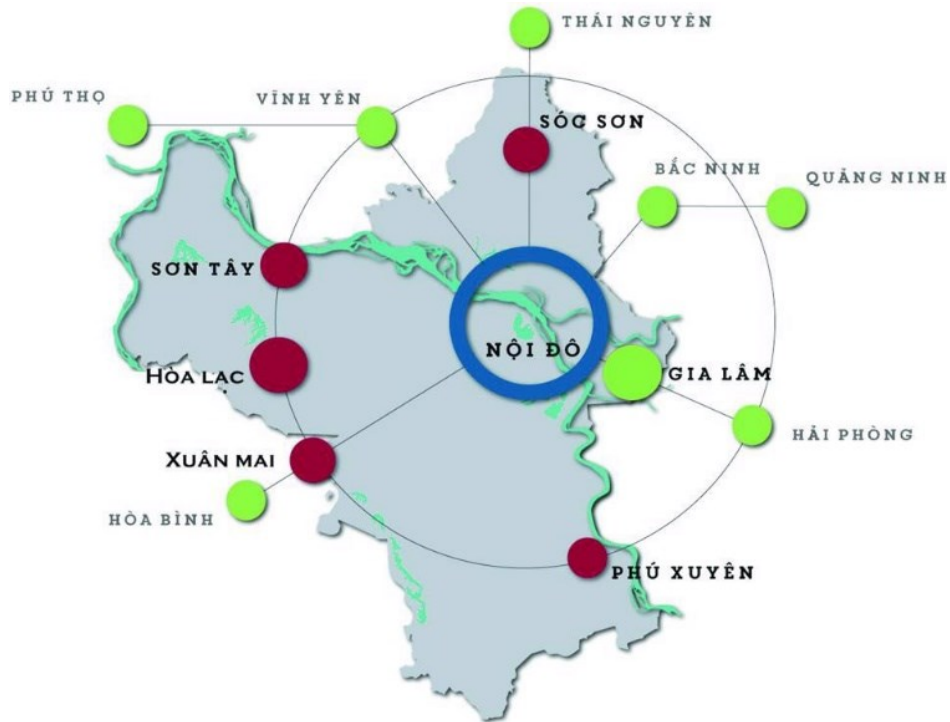 THÁI NGUYÊN
PHÚ THỌ
VĨNH YÊN
SÓC SƠN
BẮC NINH
QUẢNG NINH
SƠN TÂY
NỘI ĐÔ
HÒA LẠC
GIA LÂM
HẢI PHÒNG
XUÂN MAI
HÒA BÌNH
PHÚ XUYÊN